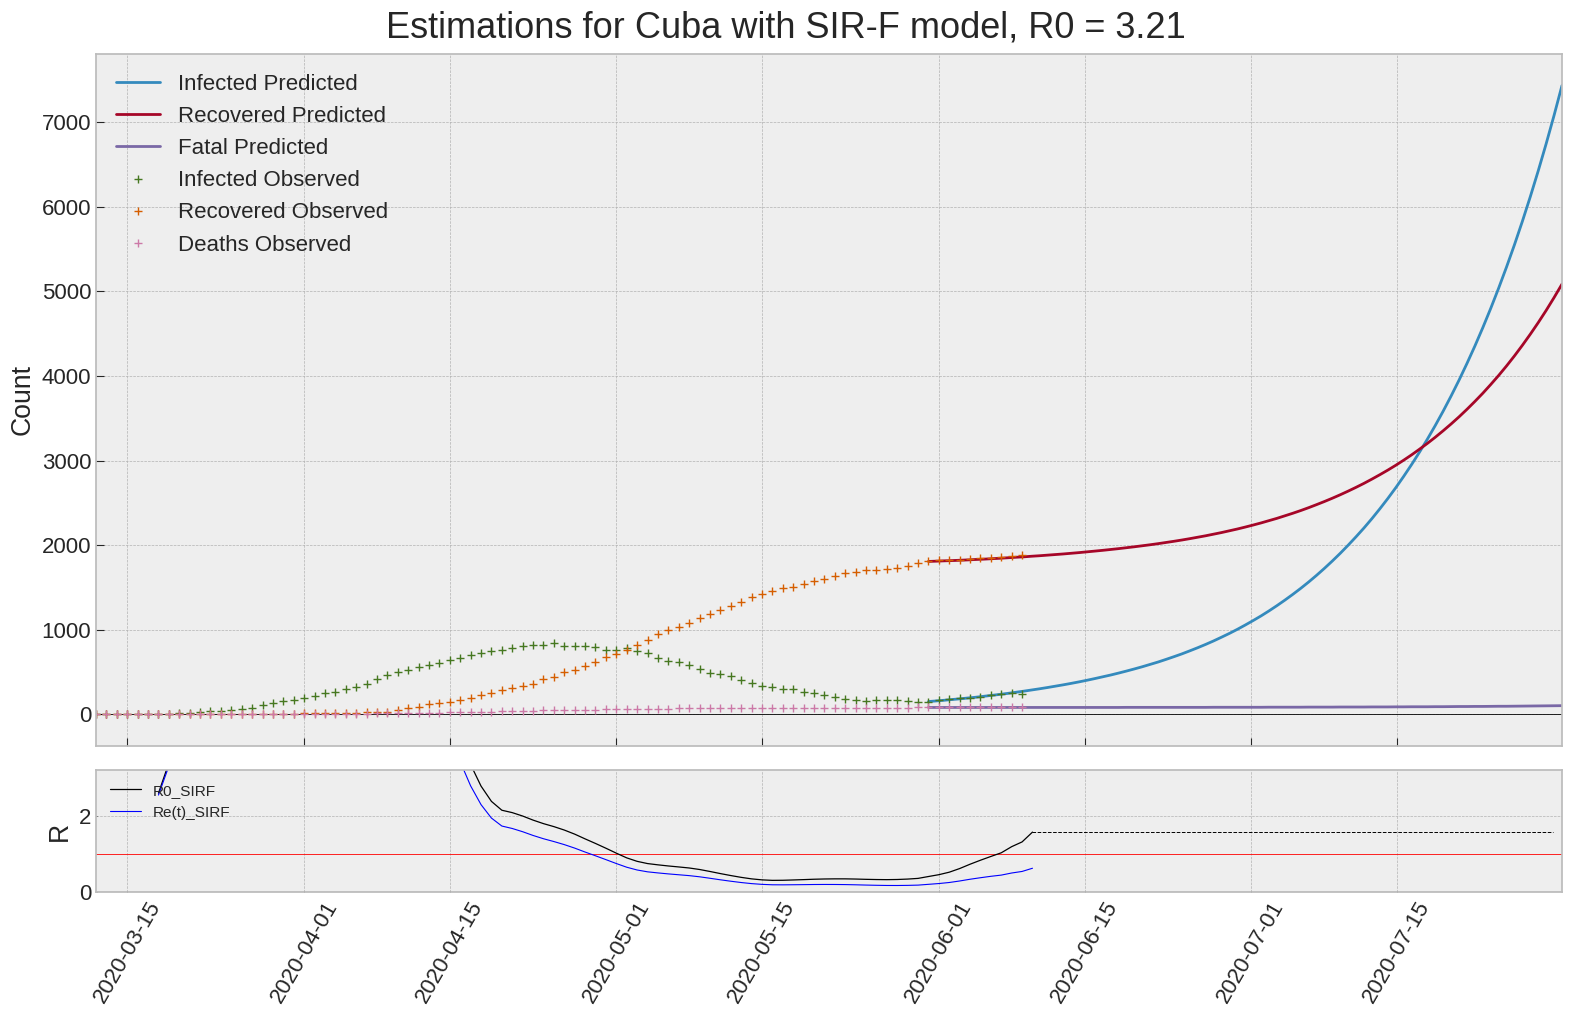 Estimations for Cuba with SIR-F model, R0 = 3.21
Infected Predicted
Recovered Predicted
Fatal Predicted
Infected Observed
Recovered Observed
Deaths Observed
Count
7000
6000
5000
4000
3000
2000
1000
0
R0_SIRF
Re(t)_SIRF
R
2
0
2020-03-15
2020-04-01
2020-04-15
2020-05-01
2020-05-15
2020-06-01
2020-06-15
2020-07-01
2020-07-15